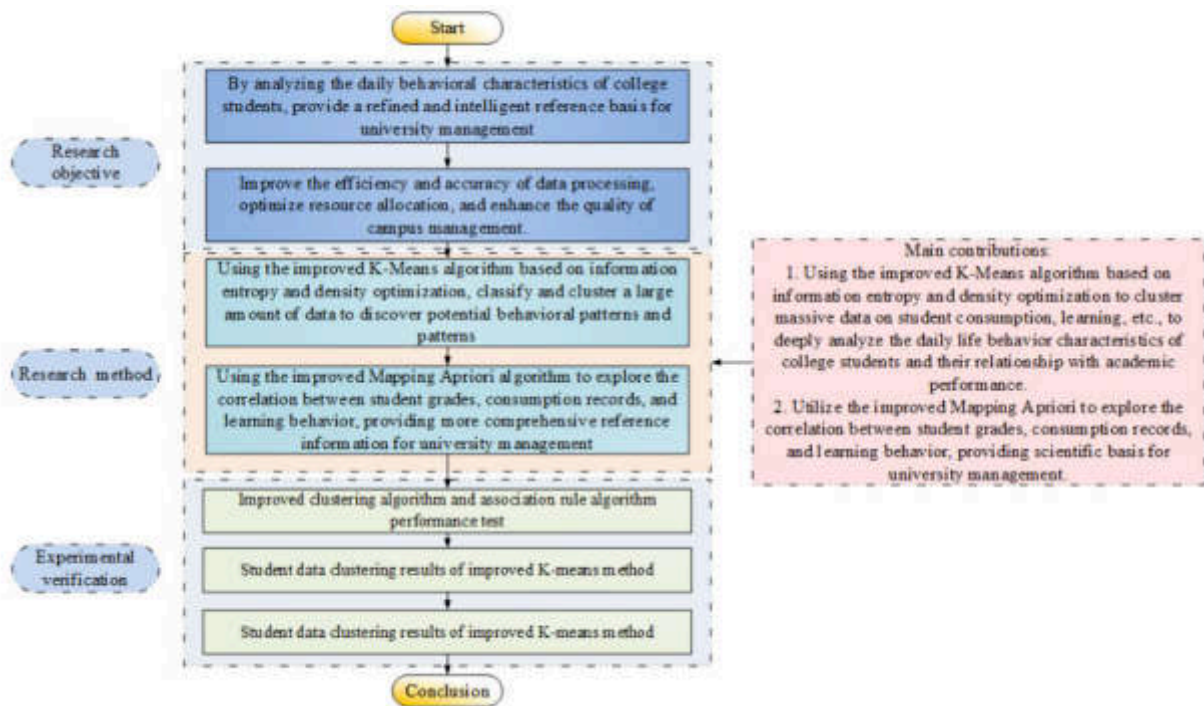 Start
By analyzing the daily behavioral characteristics of college
students, provide a refined and intelligent reference basis for
university management
Research
objective
Improve the efficiency and accuracy of data processing,
optimize resource allocation, and enhance the quality of
campus management.
Using the improved K-Means algorithm based on information
entropy and density optimization, classify and cluster a large
amount of data to discover potential behavioral patterns and
patterns
Research method
Using the improved Mapping Apriori algorithm to explore the
correlation between student grades, consumption records, and
learning behavior, providing more comprehensive reference
information for university management
Main contributions:
1. Using the improved K-Means algorithm based on
information entropy and density optimization to cluster
massive data on student consumption, learning, etc., to
deeply analyze the daily life behavior characteristics of
college students and their relationship with academic
performance.
2. Utilize the improved Mapping Apriori to explore the
correlation between student grades, consumption records,
and learning behavior, providing scientific basis for
university management.
Improved clustering algorithm and association rule algorithm
performance test
Experimental
verification
Student data clustering results of improved K-means method
Student data clustering results of improved K-means method
Conclusion